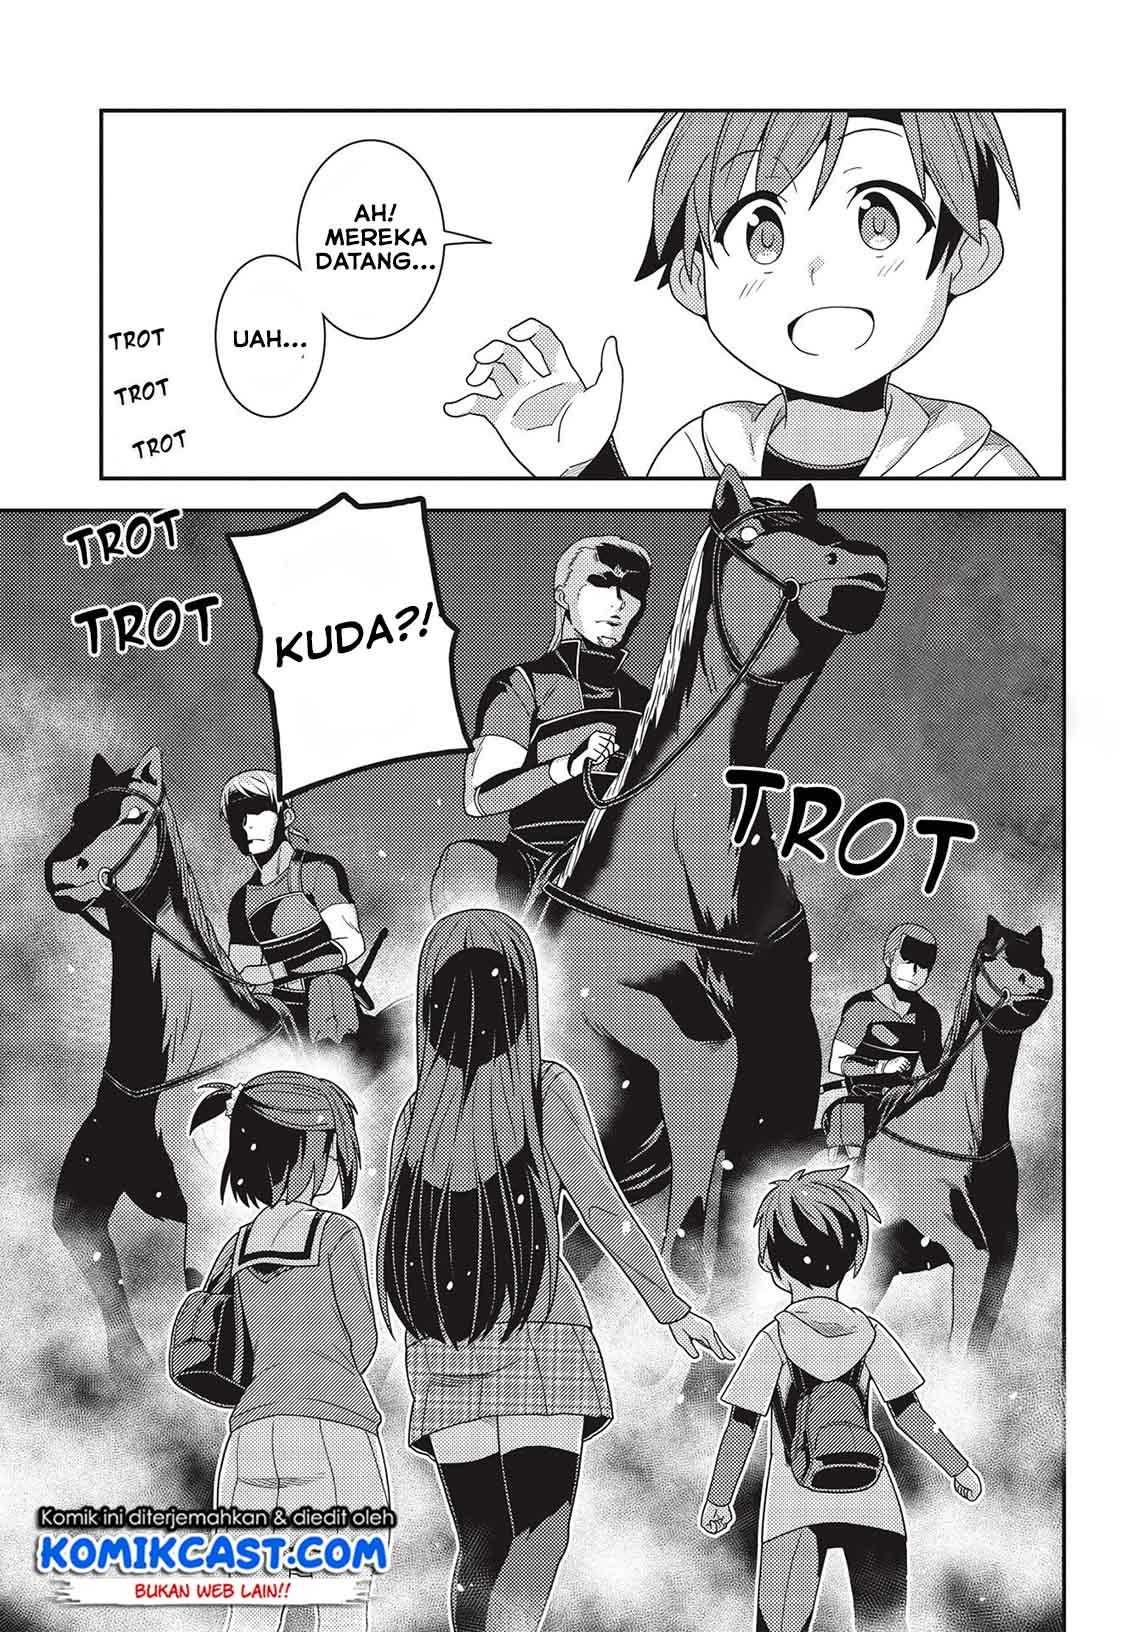 AH!
MEREKA
DATANG...
UAH...
TROT
TROT
TROT
TROT
TROT
KUDA?!
TROT
Komik ini diterjemahkan & diedit oleh
KOMIKCAST.COM
BUKAN WEB LAIN!!